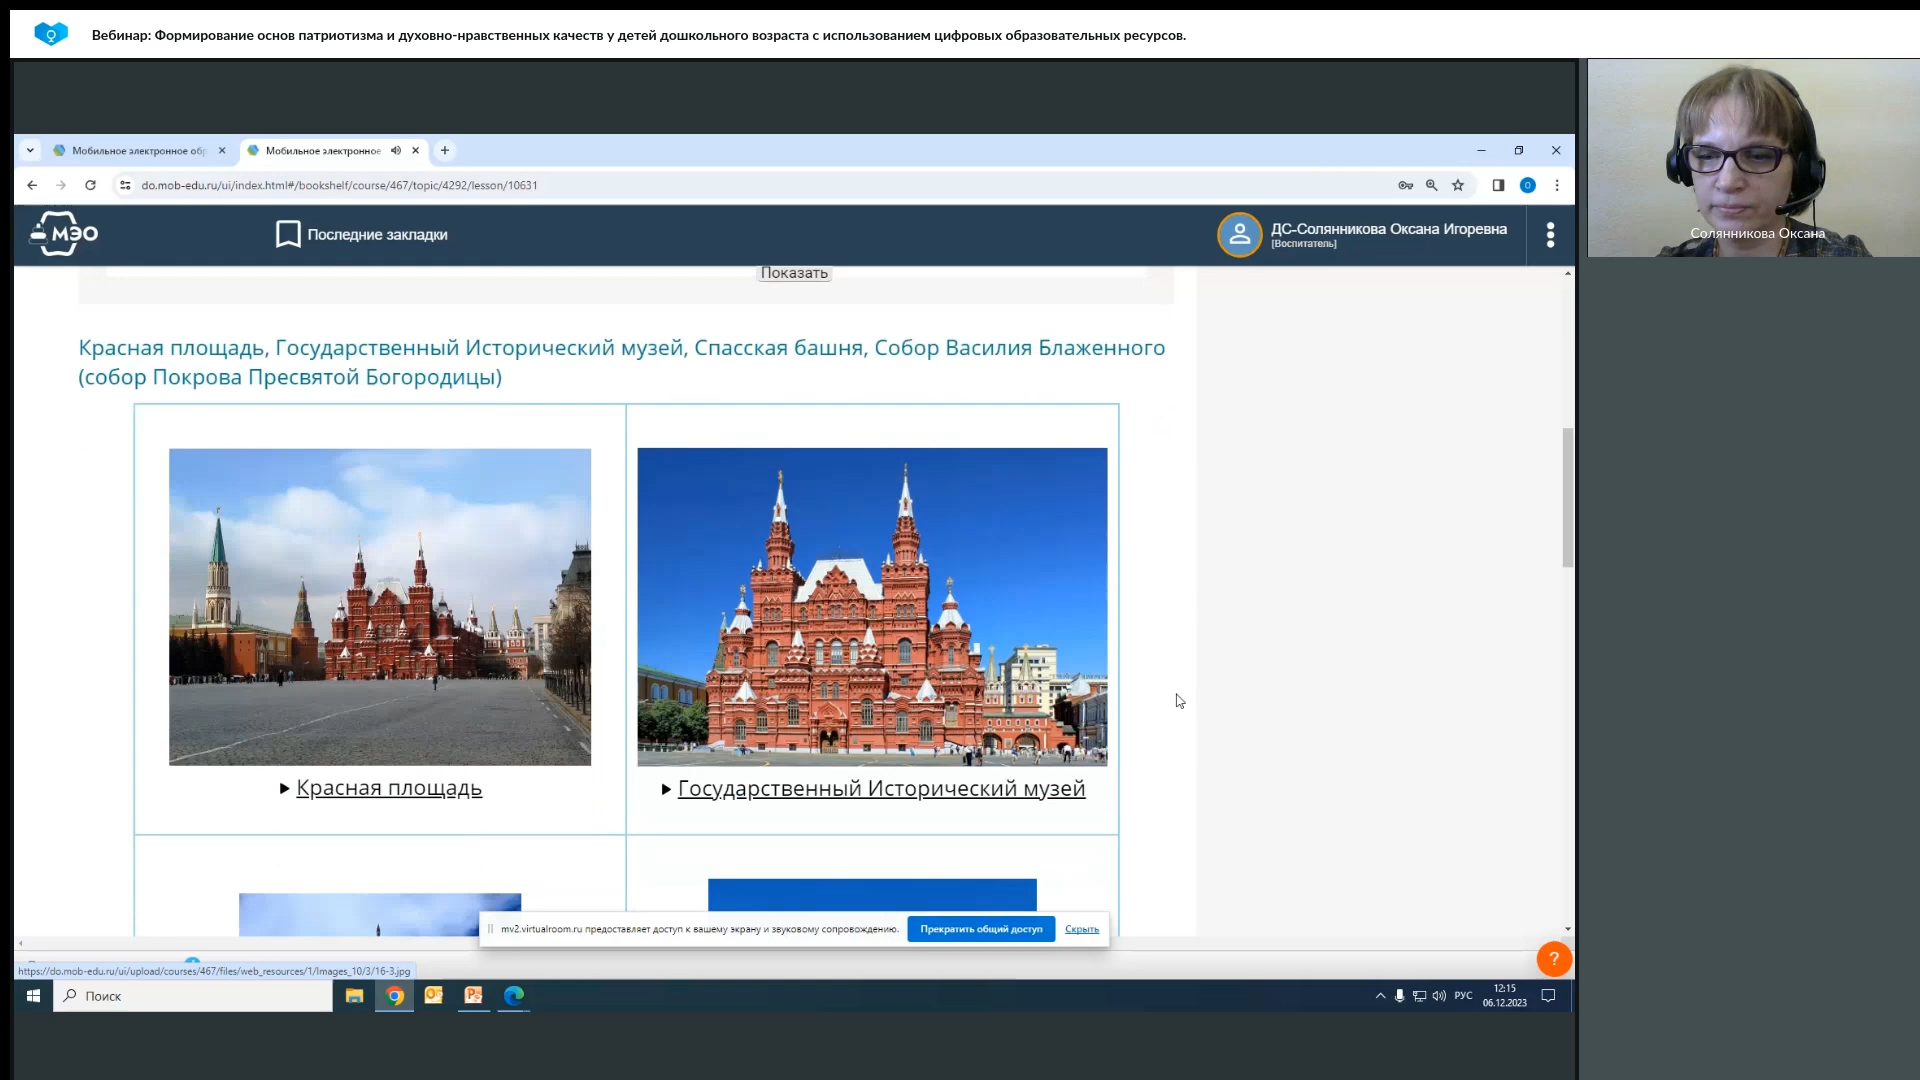 Вебинар: Формирование основ патриотизма и духовно-нравственных качеств у детей дошкольного возраста с использованием цифровых образовательных ресурсов.
Мобильное электронное обр
Мобильное электронное
do.mob-edu.ru/ui/index.html#/bookshelf/course/467/topic/4292/lesson/10631
O
МЭО
Последние закладки
ДС-Солянникова Оксана Игоревна
[Воспитатель]
Солянникова Оксана
Показать
Красная площадь, Государственный Исторический музей, Спасская башня, Собор Василия Блаженного
(собор Покрова Пресвятой Богородицы)
Красная площадь
Государственный Исторический музей
mv2.virtualroom.ru предоставляет доступ к вашему экрану и звуковому сопровождению.
Прекратить общий доступ
Скрыть
?
https://do.mob-edu.ru/ui/upload/courses/467/files/web_resources/1/Images_10/3/16-3.jpg
Поиск
РУС
12:15
06.12.2023